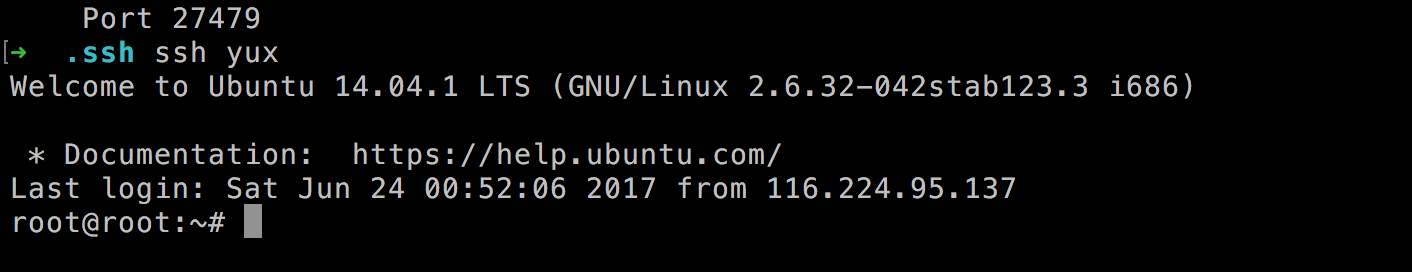 Port 27479
[➜ .ssh ssh yux
Welcome to Ubuntu 14.04.1 LTS (GNU/Linux 2.6.32-042stab123.3 i686)
* Documentation: https://help.ubuntu.com/
Last login: Sat Jun 24 00:52:06 2017 from 116.224.95.137
root@root:~#